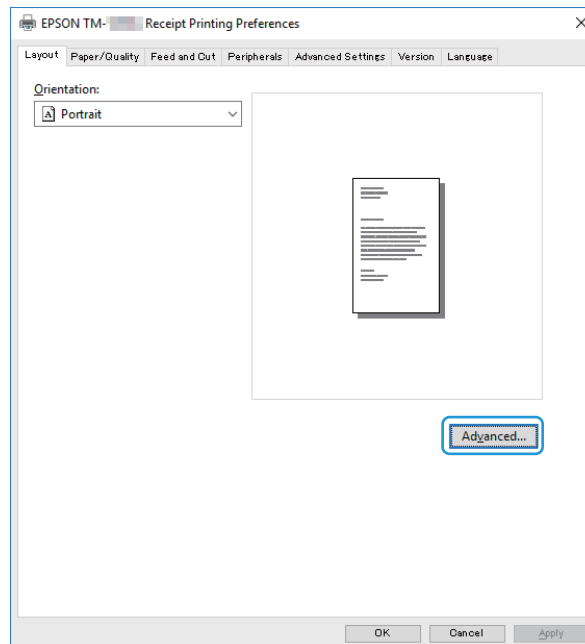 EPSON TM- Receipt Printing Preferences
Layout Paper/Quality Feed and Cut Peripherals Advanced Settings Version Language
Orientation:
A Portrait
Advanced...
OK Cancel Apply